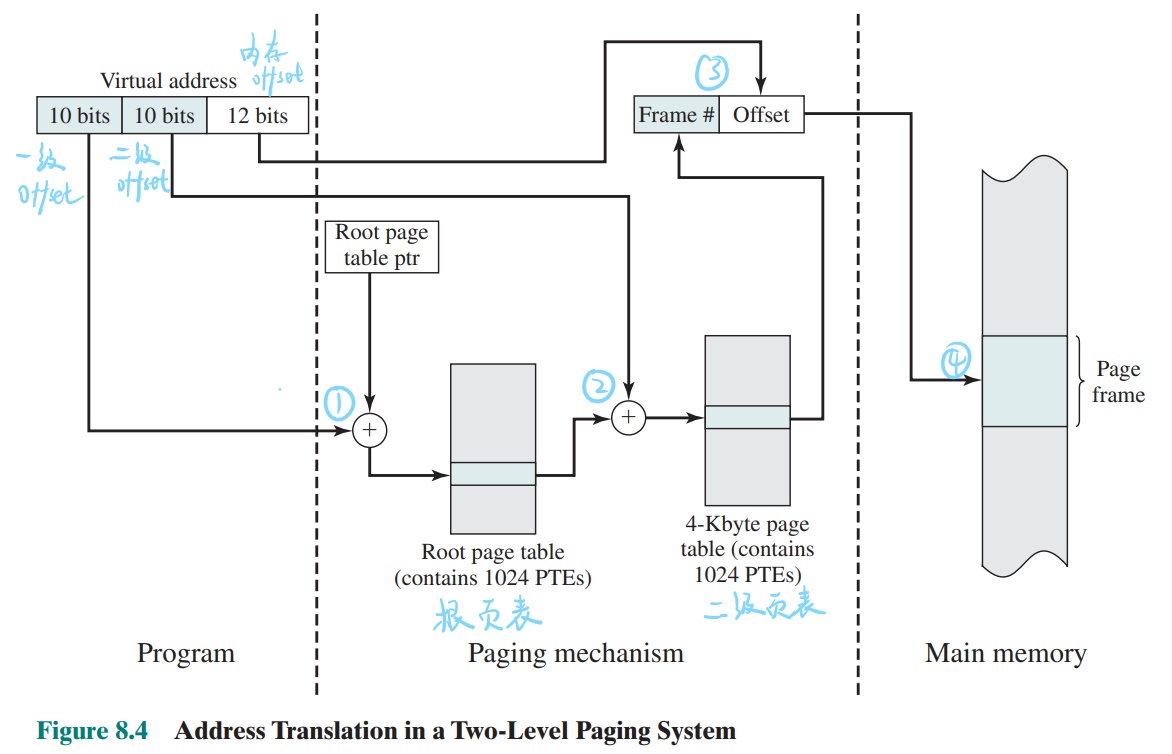 内存
offset
Virtual address
10 bits 10 bits 12 bits
一级
offset
二级
offset
③
Frame # Offset
Root page
table ptr
①
②
④
Page
frame
Root page table
(contains 1024 PTEs)
根页表
4-Kbyte page
table (contains
1024 PTEs)
二级页表
Program
Paging mechanism
Main memory
Figure 8.4 Address Translation in a Two-Level Paging System